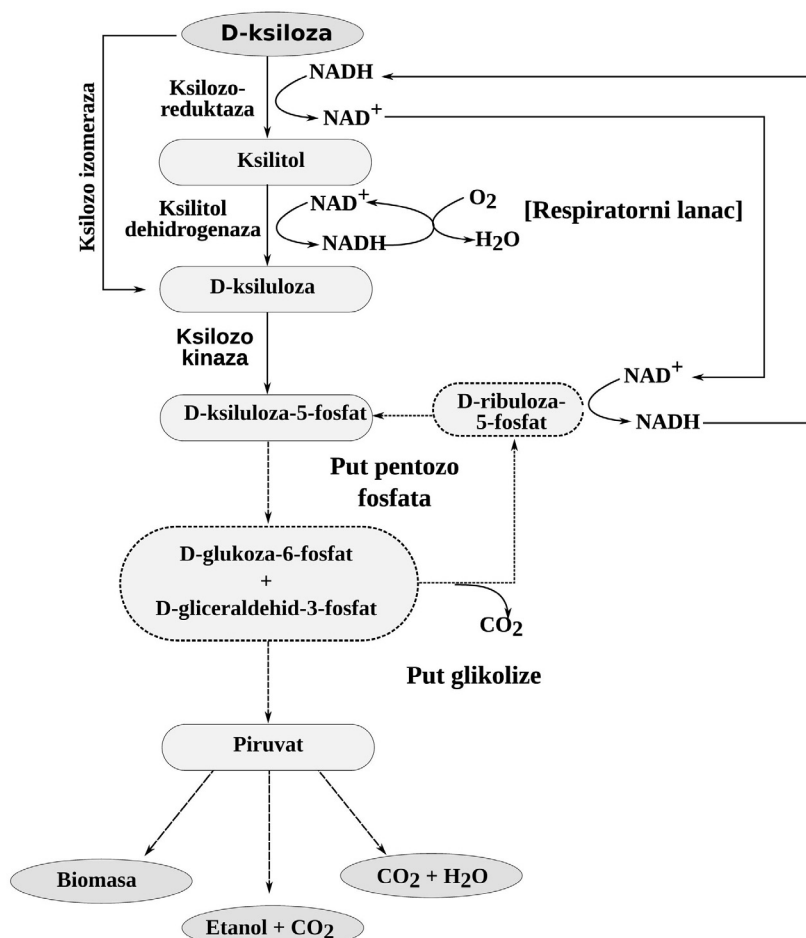 D-ksiloza
Ksilozo izomeraza
Ksilozo-
reduktaza
NADH
NAD+
Ksilitol
Ksilitol
dehidrogenaza
NAD+
NADH
O2
H2O
[Respiratorni lanac]
D-ksiluloza
Ksilozo
kinaza
NAD+
NADH
D-ksiluloza-5-fosfat
D-ribuloza-
5-fosfat
Put pentozo
fosfata
D-glukoza-6-fosfat
+
D-gliceraldehid-3-fosfat
CO2
Put glikolize
Piruvat
Biomasa
Etanol + CO2
CO2 + H2O